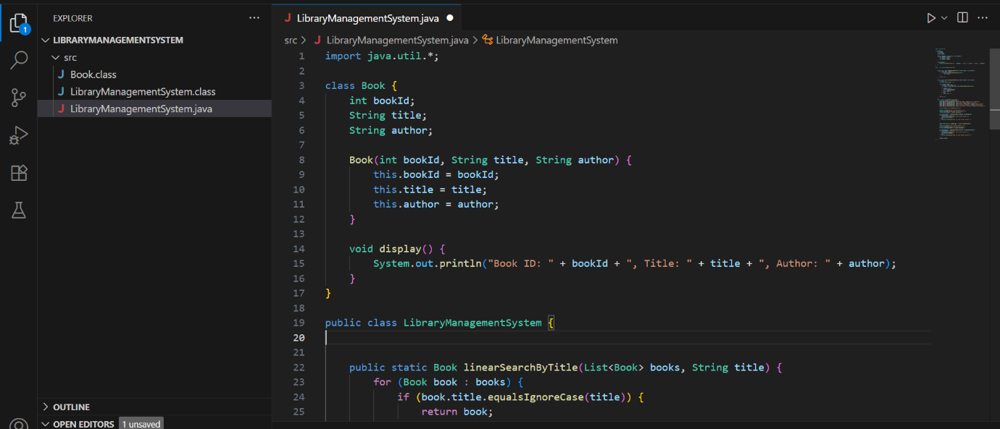 EXPLORER
LIBRARYMANAGEMENTSYSTEM
src
J Book.class
J LibraryManagementSystem.class
J LibraryManagementSystem.java
OUTLINE
OPEN EDITORS 1 unsaved
1
J LibraryManagementSystem.java
src > J LibraryManagementSystem.java > LibraryManagementSystem
1 import java.util.*;
2
3 class Book {
4 int bookId;
5 String title;
6 String author;
7
8 Book(int bookId, String title, String author) {
9 this.bookId = bookId;
10 this.title = title;
11 this.author = author;
12 }
13
14 void display() {
15 System.out.println("Book ID: " + bookId + ", Title: " + title + ", Author: " + author);
16 }
17 }
18
19 public class LibraryManagementSystem {
20
21
22 public static Book linearSearchByTitle(List<Book> books, String title) {
23 for (Book book : books) {
24 if (book.title.equalsIgnoreCase(title)) {
25 return book;